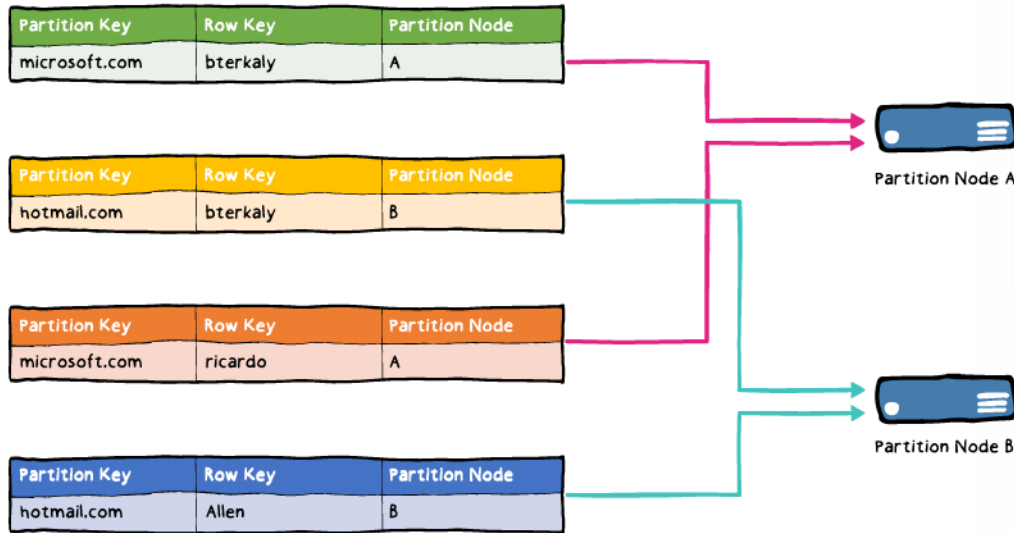 Partition Key Row Key Partition Node
microsoft.com bterkaly A
Partition Node A
Partition Key Row Key Partition Node
hotmail.com bterkaly B
Partition Key Row Key Partition Node
microsoft.com ricardo A
Partition Node B
Partition Key Row Key Partition Node
hotmail.com Allen B